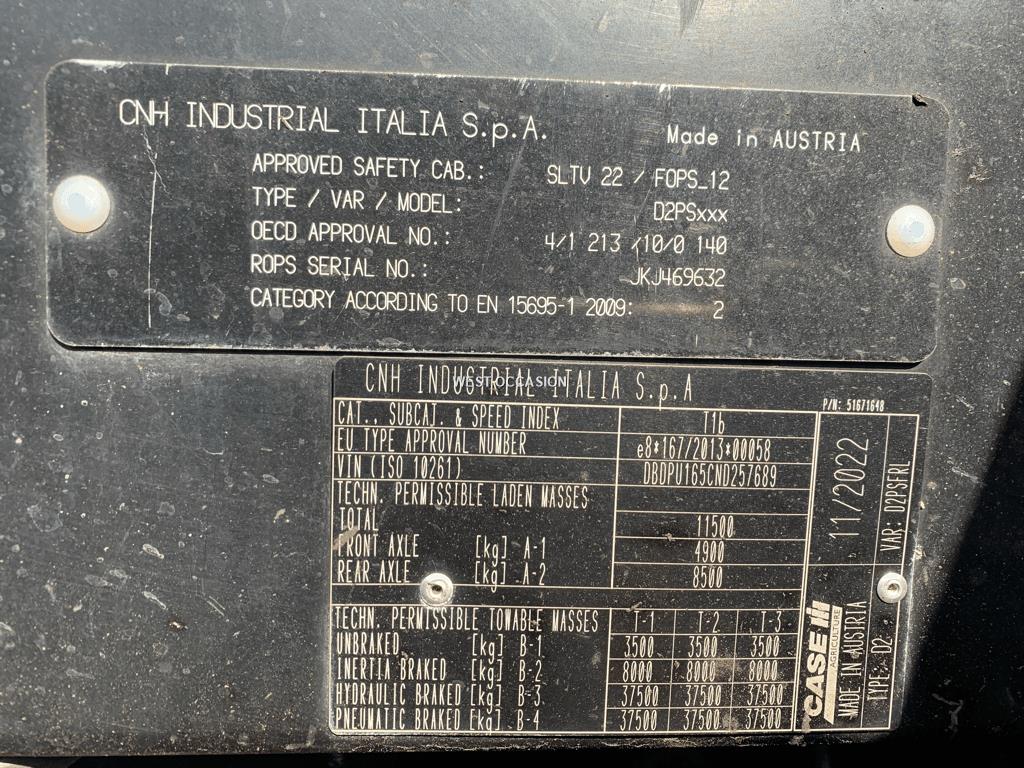 CNH INDUSTRIAL ITALIA S.p.A. Made in AUSTRIA
APPROVED SAFETY CAB.: SLTV 22 / FOPS_12
TYPE / VAR / MODEL: D2PSxxx
OECD APPROVAL NO.: 4/1 213 /10/0 140
ROPS SERIAL NO.: JKJ469632
CATEGORY ACCORDING TO EN 15695-1 2009: 2
CNH INDUSTRIAL ITALIA S.p.A
WEST OCCASION
P/N: 51671648
CAT., SUBCAT. & SPEED INDEX T1b
EU TYPE APPROVAL NUMBER e8*167/2013*00058
VIN (ISO 10261) DBDPU165CND257689
TECHN. PERMISSIBLE LADEN MASSES
TOTAL 11500
FRONT AXLE [kg] A-1 4900
REAR AXLE [kg] A-2 8500
TECHN. PERMISSIBLE TOWABLE MASSES T-1 T-2 T-3
UNBRAKED [kg] B-1 3500 3500 3500
INERTIA BRAKED [kg] B-2 8000 8000 8000
HYDRAULIC BRAKED [kg] B-3 37500 37500 37500
PNEUMATIC BRAKED [kg] B-4 37500 37500 37500
CASE IH
AGRICULTURE
11/2022
MADE IN AUSTRIA
VAR: D2PSFRL
TYPE: D2